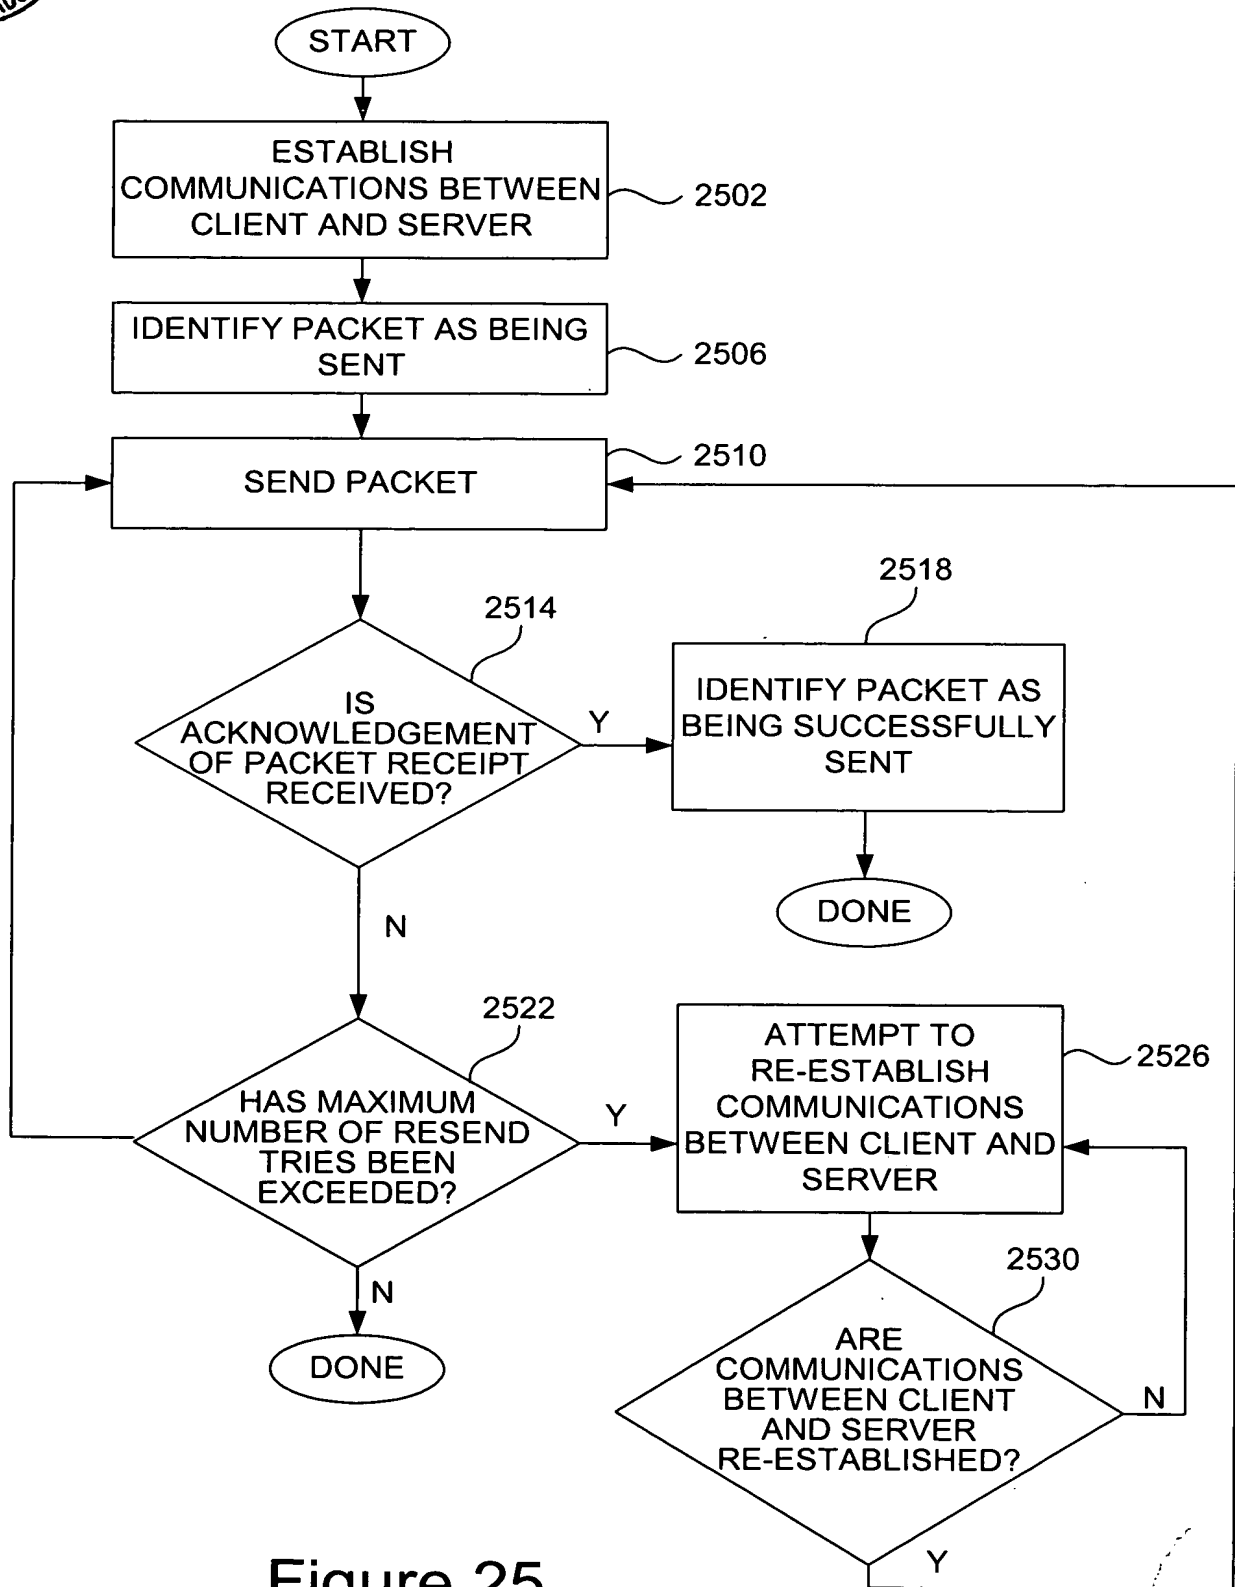 START
ESTABLISH
COMMUNICATIONS BETWEEN
CLIENT AND SERVER
2502
IDENTIFY PACKET AS BEING
SENT
2506
SEND PACKET
2510
2514
IS
ACKNOWLEDGEMENT
OF PACKET RECEIPT
RECEIVED?
Y
2518
IDENTIFY PACKET AS
BEING SUCCESSFULLY
SENT
DONE
N
2522
HAS MAXIMUM
NUMBER OF RESEND
TRIES BEEN
EXCEEDED?
Y
N
DONE
ATTEMPT TO
RE-ESTABLISH
COMMUNICATIONS
BETWEEN CLIENT AND
SERVER
2526
2530
ARE
COMMUNICATIONS
BETWEEN CLIENT
AND SERVER
RE-ESTABLISHED?
N
Y
Figure 25